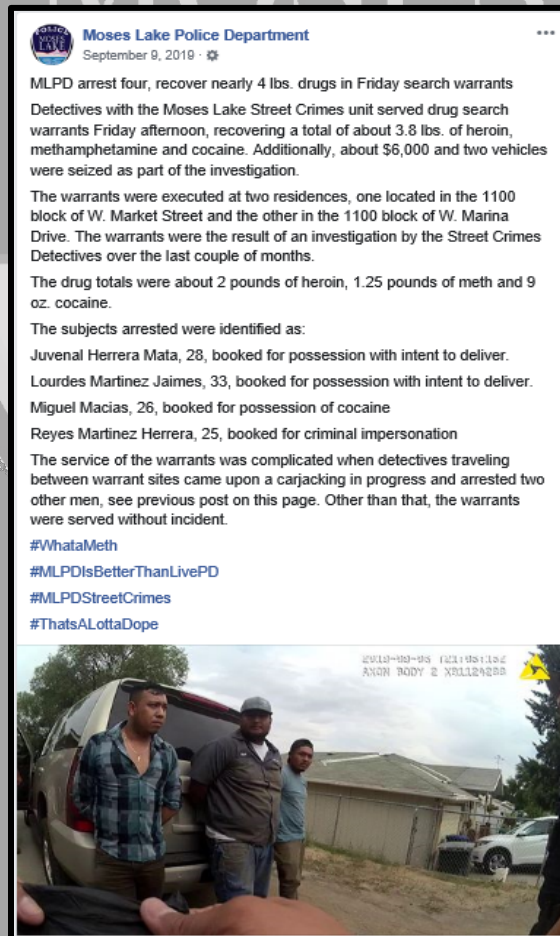 Moses Lake Police Department
September 9, 2019 ·
MLPD arrest four, recover nearly 4 lbs. drugs in Friday search warrants
Detectives with the Moses Lake Street Crimes unit served drug search
warrants Friday afternoon, recovering a total of about 3.8 lbs. of heroin,
methamphetamine and cocaine. Additionally, about $6,000 and two vehicles
were seized as part of the investigation.
The warrants were executed at two residences, one located in the 1100
block of W. Market Street and the other in the 1100 block of W. Marina
Drive. The warrants were the result of an investigation by the Street Crimes
Detectives over the last couple of months.
The drug totals were about 2 pounds of heroin, 1.25 pounds of meth and 9
oz. cocaine.
The subjects arrested were identified as:
Juvenal Herrera Mata, 28, booked for possession with intent to deliver.
Lourdes Martinez Jaimes, 33, booked for possession with intent to deliver.
Miguel Macias, 26, booked for possession of cocaine
Reyes Martinez Herrera, 25, booked for criminal impersonation
The service of the warrants was complicated when detectives traveling
between warrant sites came upon a carjacking in progress and arrested two
other men, see previous post on this page. Other than that, the warrants
were served without incident.
#WhataMeth
#MLPDIsBetterThanLivePD
#MLPDStreetCrimes
#ThatsALottaDope
AXON BODY 2